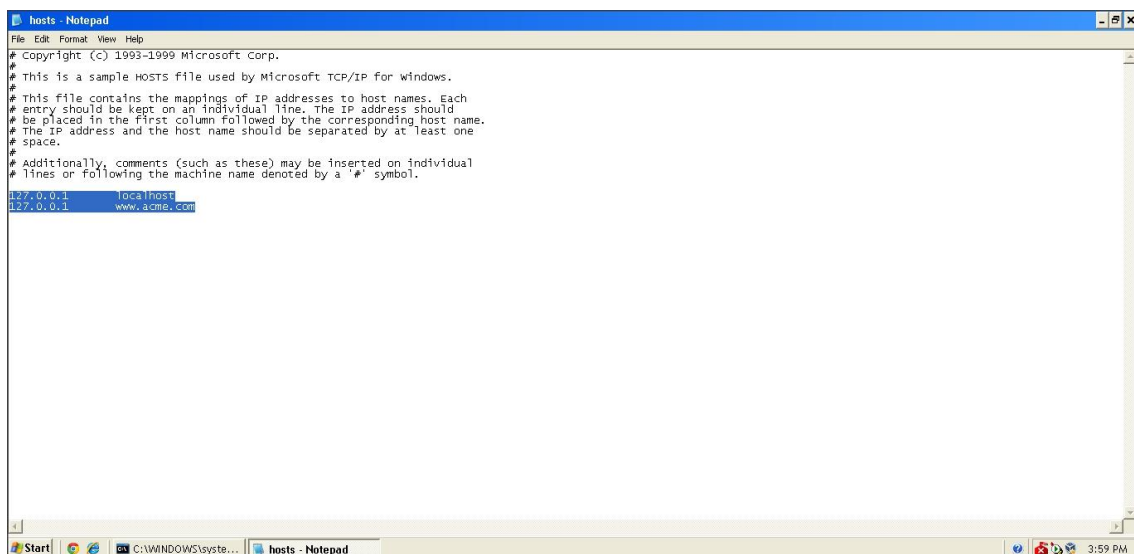 hosts - Notepad
File Edit Format View Help
# Copyright (c) 1993-1999 Microsoft Corp.
#
# This is a sample HOSTS file used by Microsoft TCP/IP for Windows.
#
# This file contains the mappings of IP addresses to host names. Each
# entry should be kept on an individual line. The IP address should
# be placed in the first column followed by the corresponding host name.
# The IP address and the host name should be separated by at least one
# space.
#
# Additionally, comments (such as these) may be inserted on individual
# lines or following the machine name denoted by a '#' symbol.
127.0.0.1 localhost
127.0.0.1 www.acme.com
Start C:\WINDOWS\syste... hosts - Notepad 3:59 PM